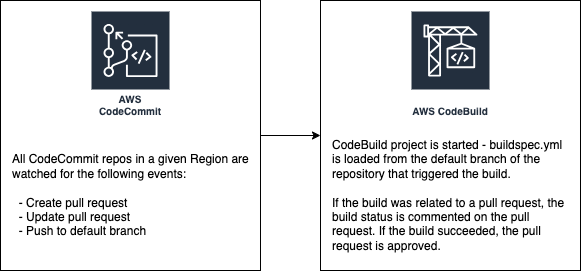 AWS
CodeCommit
All CodeCommit repos in a given Region are
watched for the following events:
- Create pull request
- Update pull request
- Push to default branch
AWS CodeBuild
CodeBuild project is started - buildspec.yml
is loaded from the default branch of the
repository that triggered the build.
If the build was related to a pull request, the
build status is commented on the pull
request. If the build succeeded, the pull
request is approved.